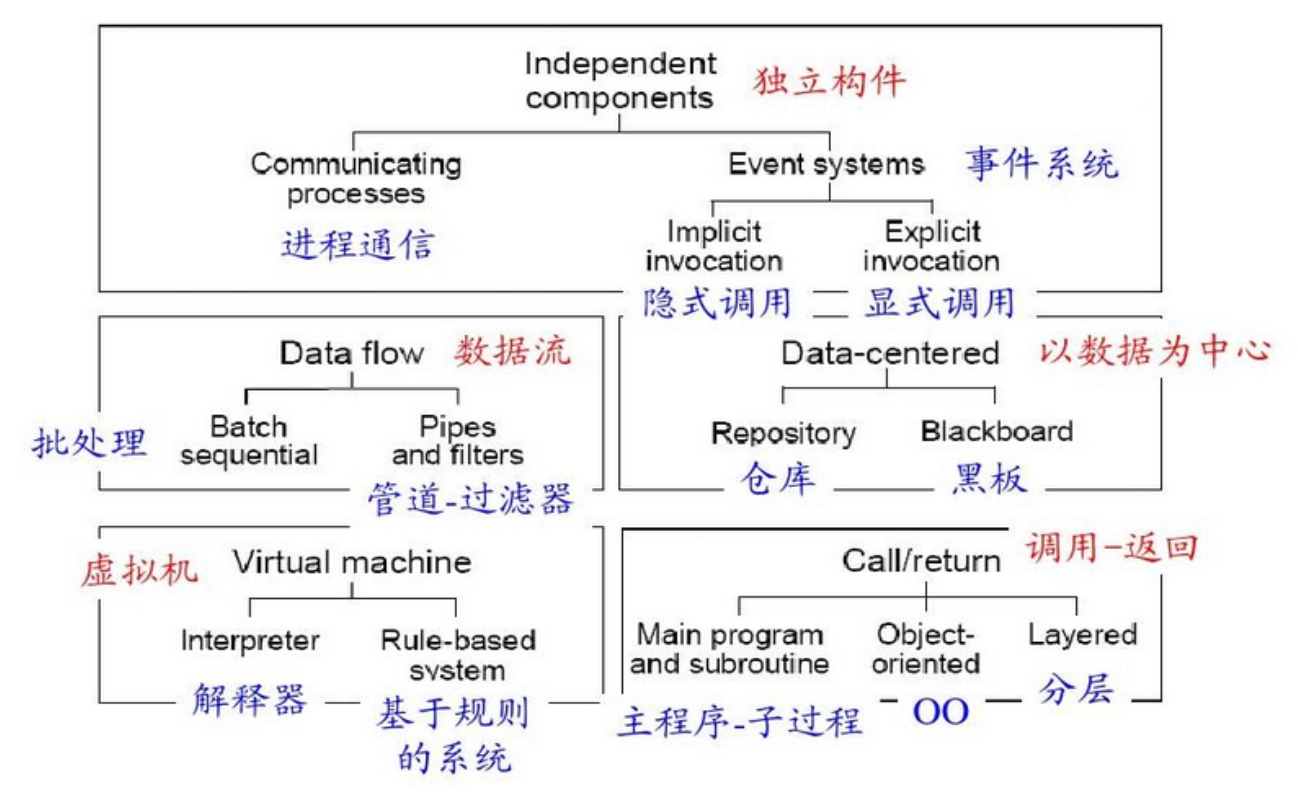 Independent
components
独立构件
Communicating
processes
进程通信
Event systems
事件系统
Implicit
invocation
隐式调用
Explicit
invocation
显式调用
Data flow
数据流
批处理
Batch
sequential
Pipes
and filters
管道-过滤器
Data-centered
以数据为中心
Repository
仓库
Blackboard
黑板
虚拟机
Virtual machine
Interpreter
解释器
Rule-based
system
基于规则
的系统
Call/return
调用-返回
Main program
and subroutine
主程序-子过程
Object-
oriented
OO
Layered
分层